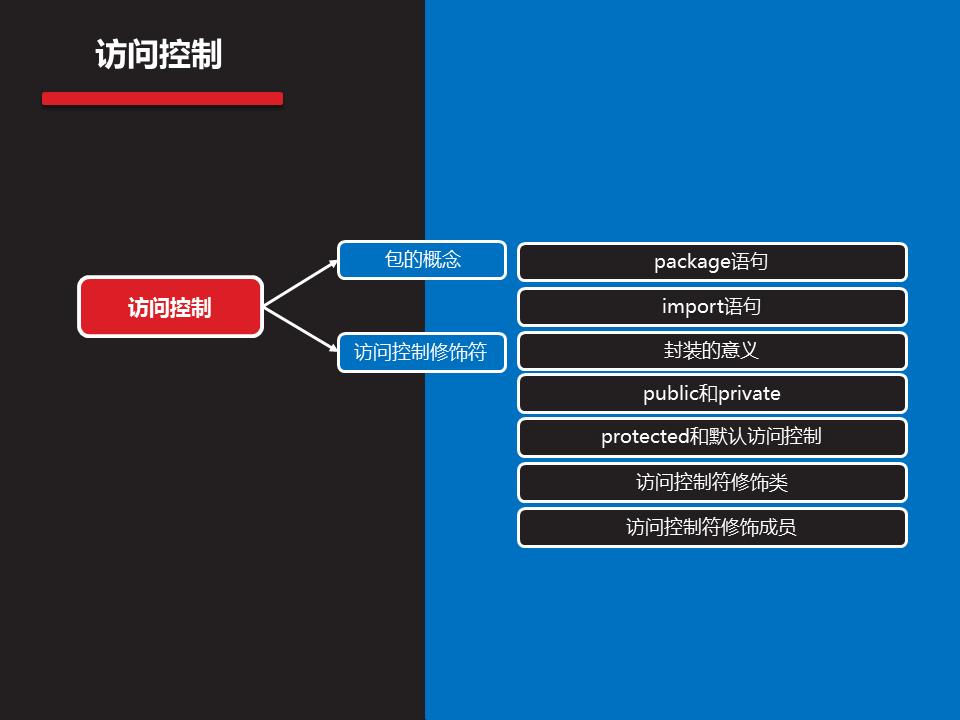 访问控制
访问控制
包的概念
package语句
import语句
访问控制修饰符
封装的意义
public和private
protected和默认访问控制
访问控制符修饰类
访问控制符修饰成员